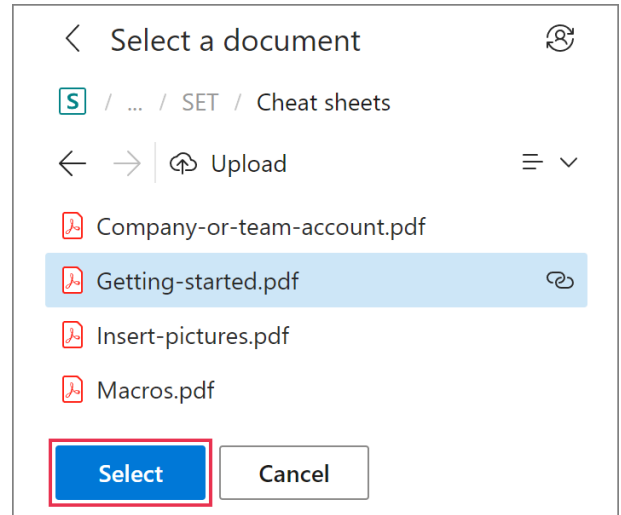 Select a document
S / ... / SET / Cheat sheets
Upload
Company-or-team-account.pdf
Getting-started.pdf
Insert-pictures.pdf
Macros.pdf
Select Cancel